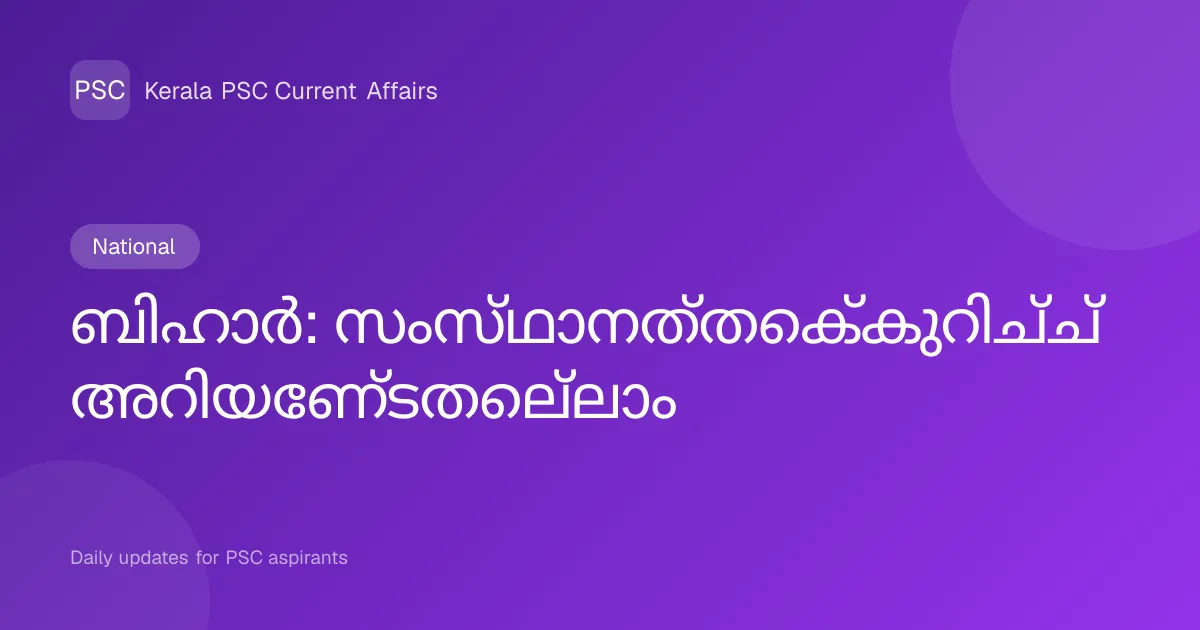 PSC
Kerala PSC Current Affairs
National
ബിഹാർ: സംസ്ഥാനത്തെക്കുറിച്ച്
അറിയേണ്ടതെല്ലാം
Daily updates for PSC aspirants